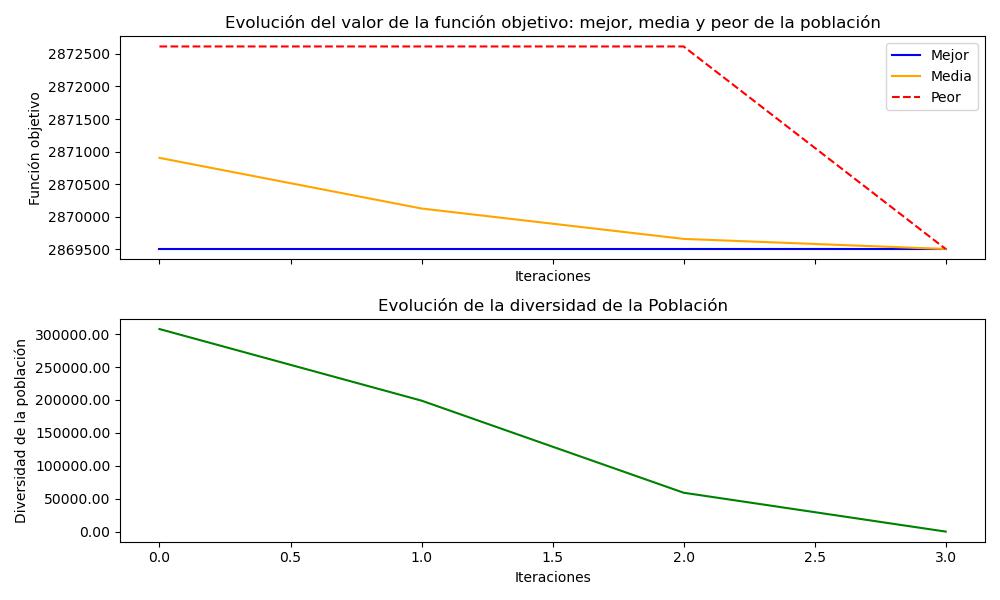 Evolución del valor de la función objetivo: mejor, media y peor de la población
2872500
2872000
2871500
2871000
2870500
2870000
2869500
Función objetivo
Mejor
Media
Peor
Iteraciones
Evolución de la diversidad de la Población
300000.00
250000.00
200000.00
150000.00
100000.00
50000.00
0.00
Diversidad de la población
0.0 0.5 1.0 1.5 2.0 2.5 3.0
Iteraciones